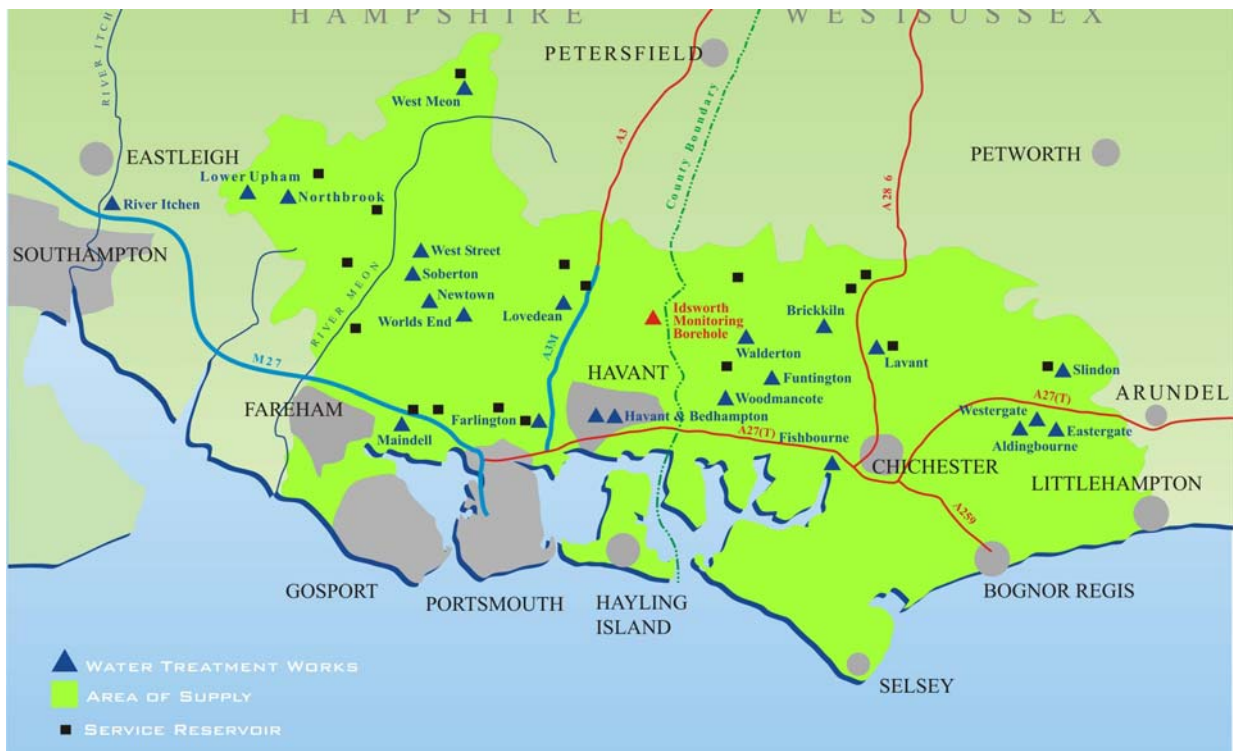 HAMPSHIRE
WEST SUSSEX
RIVER ITCH
PETERSFIELD
West Meon
A3
County Boundary
A28 6
EASTLEIGH
PETWORTH
Lower Upham
Northbrook
River Itchen
SOUTHAMPTON
West Street
Soberton
Newtown
Worlds End
RIVER MEON
Lovedean
A3M
Idsworth
Monitoring
Borehole
Brickkiln
Walderton
Lavant
M27
HAVANT
Funtington
Slindon
FAREHAM
Woodmancote
A27(T)
ARUNDEL
Maindell
Farlington
Havant & Bedhampton
A27(T)
Fishbourne
Westergate
Eastergate
Aldingbourne
CHICHESTER
LITTLEHAMPTON
A259
GOSPORT
PORTSMOUTH
HAYLING
ISLAND
BOGNOR REGIS
SELSEY
WATER TREATMENT WORKS
AREA OF SUPPLY
SERVICE RESERVOIR